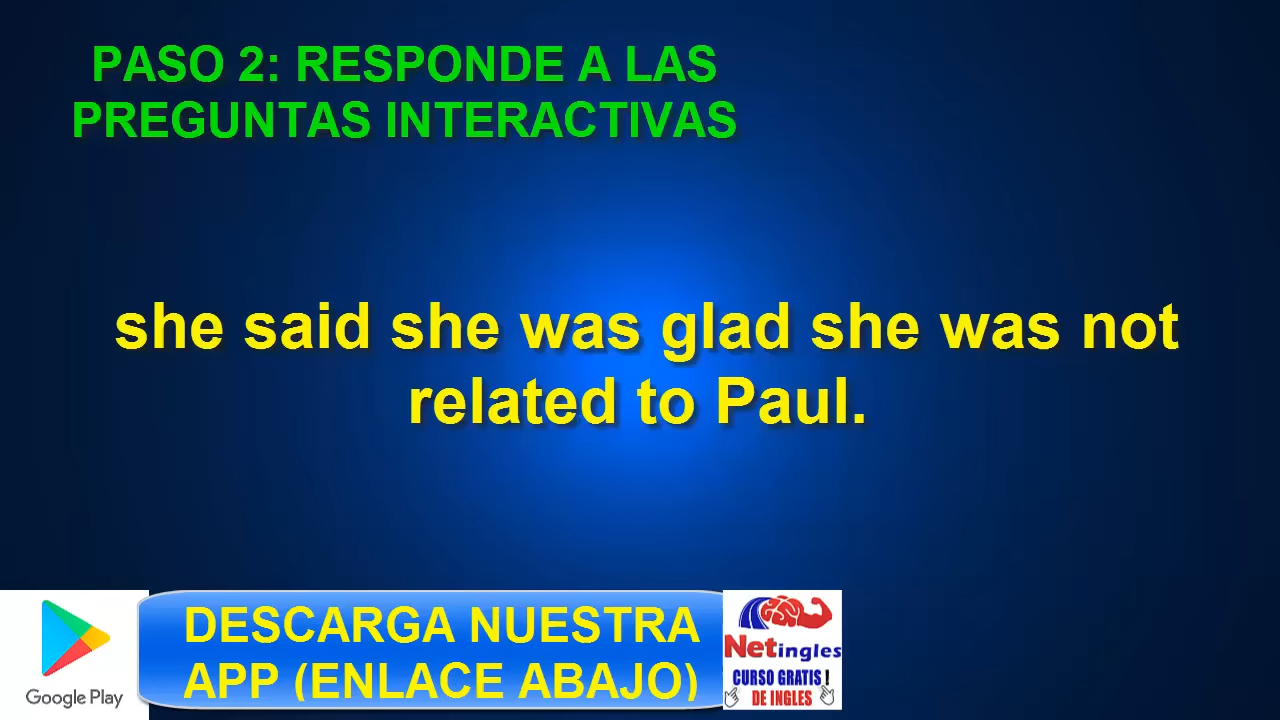 PASO 2: RESPONDE A LAS
PREGUNTAS INTERACTIVAS
she said she was glad she was not
related to Paul.
Google Play
DESCARGA NUESTRA
APP (ENLACE ABAJO)
Netingles
CURSO GRATIS !
DE INGLES